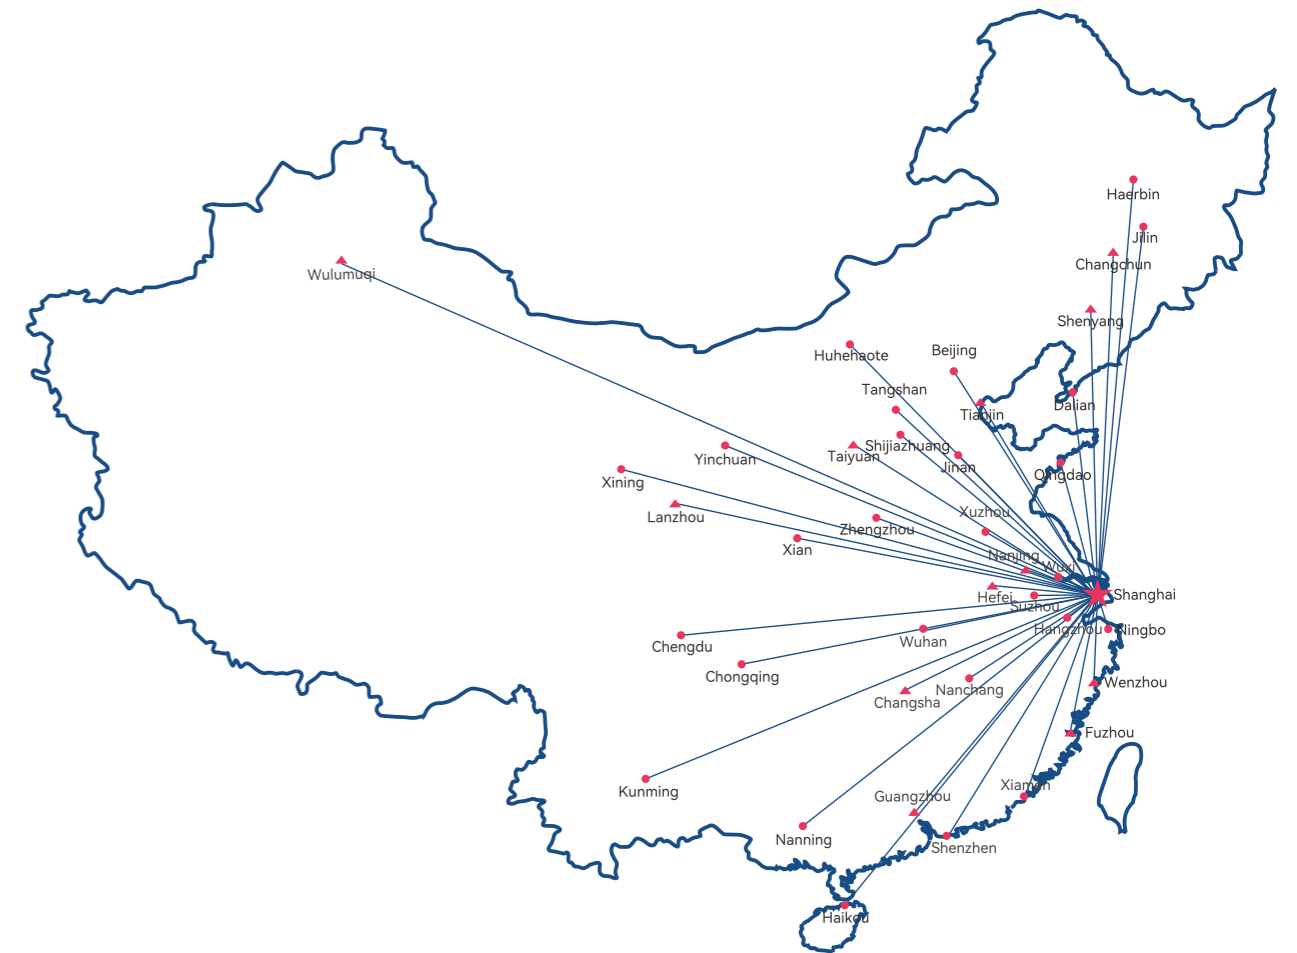 Haerbin
Jilin
Changchun
Wulumuqi
Shenyang
Beijing
Huhehaote
Tangshan
Dalian
Tianjin
Shijiazhuang
Taiyuan
Yinchuan
Jinan
Qingdao
Xining
Xuzhou
Lanzhou
Zhengzhou
Xian
Nanjing
Wuxi
Shanghai
Hefei
Suzhou
Hangzhou
Ningbo
Wuhan
Chengdu
Chongqing
Wenzhou
Nanchang
Changsha
Fuzhou
Xiamen
Kunming
Guangzhou
Nanning
Shenzhen
Haikou